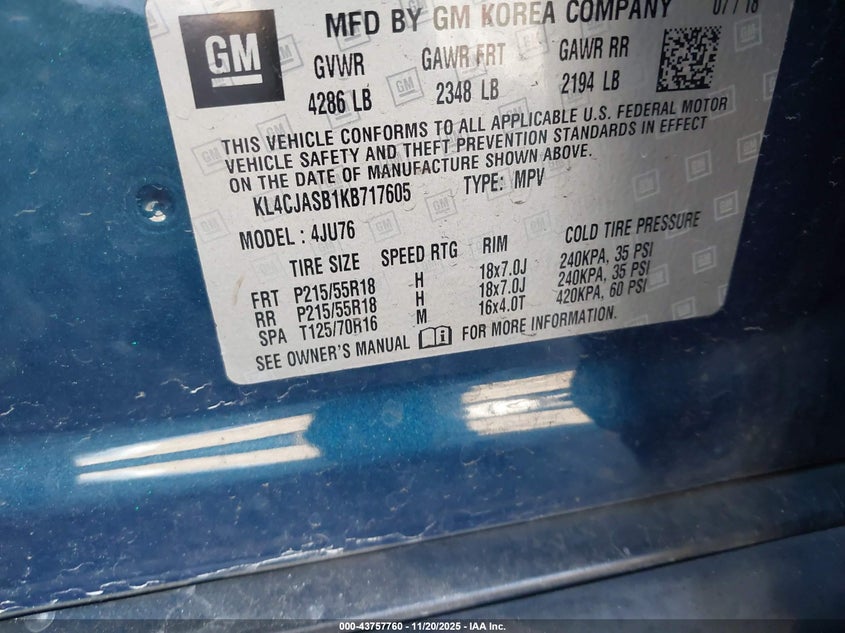 MFD BY GM KOREA COMPANY 07/18
GM
GVWR GAWR FRT GAWR RR
4286 LB 2348 LB 2194 LB
THIS VEHICLE CONFORMS TO ALL APPLICABLE U.S. FEDERAL MOTOR
VEHICLE SAFETY AND THEFT PREVENTION STANDARDS IN EFFECT
ON THE DATE OF MANUFACTURE SHOWN ABOVE.
KL4CJASB1KB717605 TYPE: MPV
MODEL: 4JU76
TIRE SIZE SPEED RTG RIM COLD TIRE PRESSURE
FRT P215/55R18 H 18x7.0J 240KPA, 35 PSI
RR P215/55R18 H 18x7.0J 240KPA, 35 PSI
SPA T125/70R16 M 16x4.0T 420KPA, 60 PSI
SEE OWNER'S MANUAL FOR MORE INFORMATION.
000-43757760 — 11/20/2025 — IAA Inc.